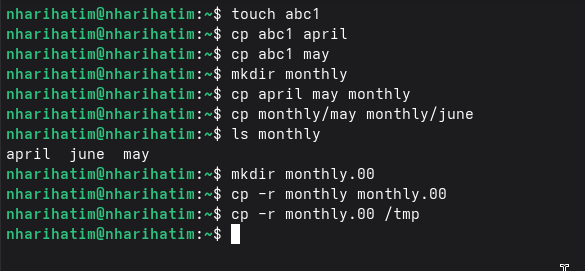 nharihatim@nharihatim:~$ touch abc1
nharihatim@nharihatim:~$ cp abc1 april
nharihatim@nharihatim:~$ cp abc1 may
nharihatim@nharihatim:~$ mkdir monthly
nharihatim@nharihatim:~$ cp april may monthly
nharihatim@nharihatim:~$ cp monthly/may monthly/june
nharihatim@nharihatim:~$ ls monthly
april  june  may
nharihatim@nharihatim:~$ mkdir monthly.00
nharihatim@nharihatim:~$ cp -r monthly monthly.00
nharihatim@nharihatim:~$ cp -r monthly.00 /tmp
nharihatim@nharihatim:~$